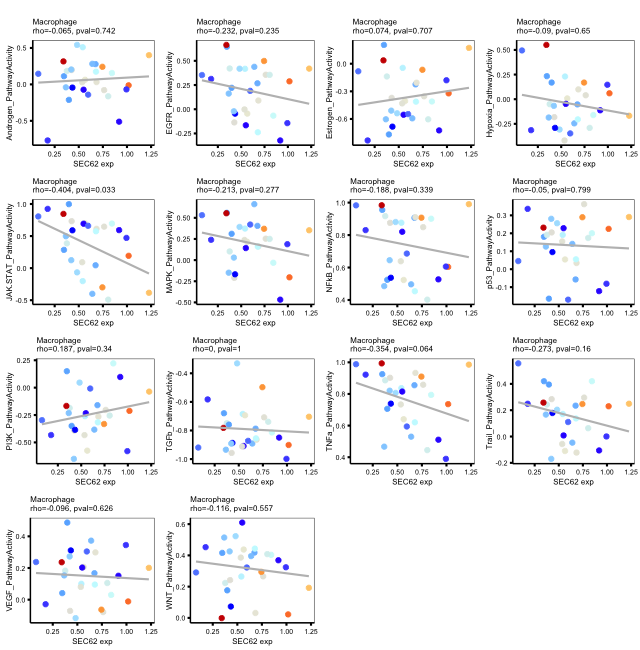 Macrophage
rho=-0.065, pval=0.742
Androgen_PathwayActivity
0.5
0.0
-0.5
0.25 0.50 0.75 1.00 1.25
SEC62 exp
Macrophage
rho=-0.232, pval=0.235
EGFR_PathwayActivity
0.50
0.25
0.00
-0.25
0.25 0.50 0.75 1.00 1.25
SEC62 exp
Macrophage
rho=0.074, pval=0.707
Estrogen_PathwayActivity
0.0
-0.3
-0.6
0.25 0.50 0.75 1.00 1.25
SEC62 exp
Macrophage
rho=-0.09, pval=0.65
Hypoxia_PathwayActivity
0.50
0.25
0.00
-0.25
0.25 0.50 0.75 1.00 1.25
SEC62 exp
Macrophage
rho=-0.404, pval=0.033
JAK.STAT_PathwayActivity
1.0
0.5
0.0
-0.5
0.25 0.50 0.75 1.00 1.25
SEC62 exp
Macrophage
rho=-0.213, pval=0.277
MAPK_PathwayActivity
0.50
0.25
0.00
-0.25
-0.50
0.25 0.50 0.75 1.00 1.25
SEC62 exp
Macrophage
rho=-0.188, pval=0.339
NFkB_PathwayActivity
1.0
0.8
0.6
0.4
0.25 0.50 0.75 1.00 1.25
SEC62 exp
Macrophage
rho=-0.05, pval=0.799
p53_PathwayActivity
0.3
0.2
0.1
0.0
-0.1
0.25 0.50 0.75 1.00 1.25
SEC62 exp
Macrophage
rho=0.187, pval=0.34
PI3K_PathwayActivity
0.25
0.00
-0.25
-0.50
0.25 0.50 0.75 1.00 1.25
SEC62 exp
Macrophage
rho=0, pval=1
TGFb_PathwayActivity
-0.4
-0.6
-0.8
-1.0
0.25 0.50 0.75 1.00 1.25
SEC62 exp
Macrophage
rho=-0.354, pval=0.064
TNFa_PathwayActivity
1.0
0.8
0.6
0.4
0.25 0.50 0.75 1.00 1.25
SEC62 exp
Macrophage
rho=-0.273, pval=0.16
Trail_PathwayActivity
0.6
0.4
0.2
0.0
-0.2
0.25 0.50 0.75 1.00 1.25
SEC62 exp
Macrophage
rho=-0.096, pval=0.626
VEGF_PathwayActivity
0.4
0.2
0.0
0.25 0.50 0.75 1.00 1.25
SEC62 exp
Macrophage
rho=-0.116, pval=0.557
WNT_PathwayActivity
0.6
0.4
0.2
0.0
0.25 0.50 0.75 1.00 1.25
SEC62 exp